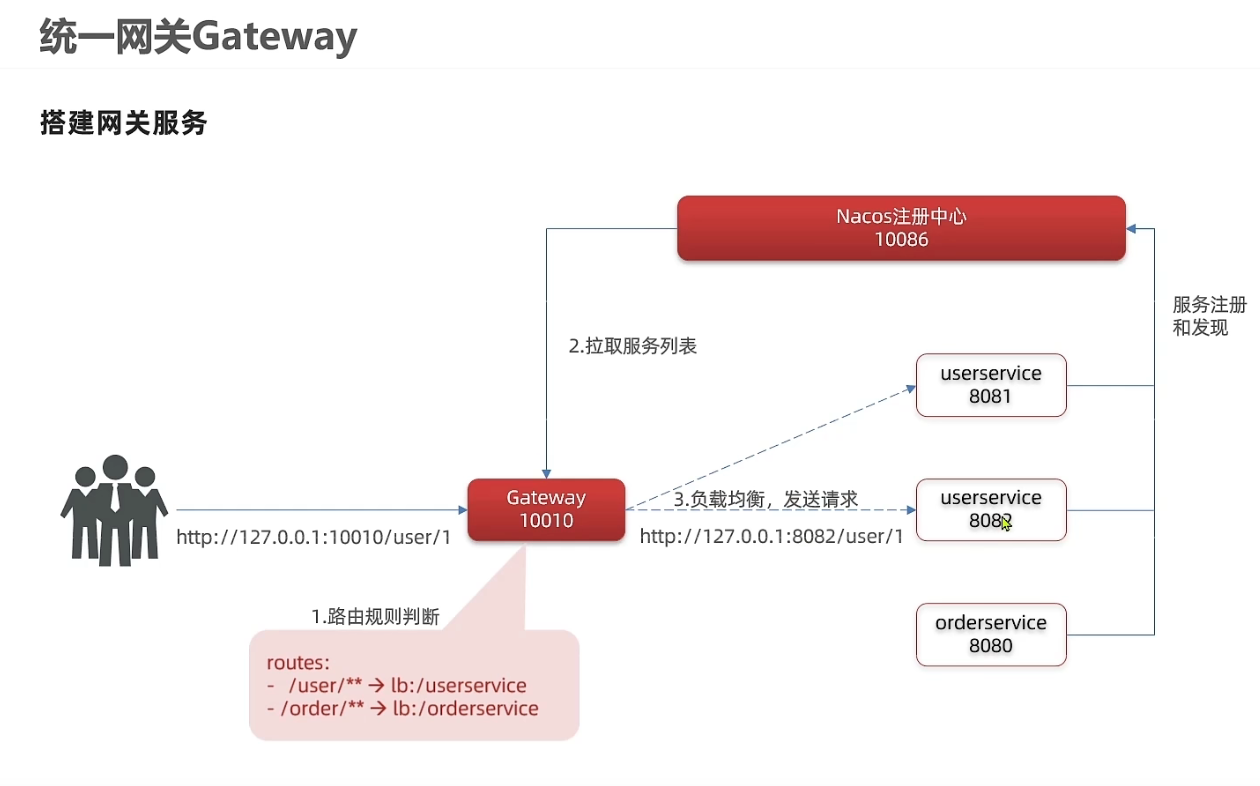 统一网关Gateway
搭建网关服务
Nacos注册中心
10086
服务注册
和发现
2.拉取服务列表
userservice
8081
Gateway
10010
3.负载均衡，发送请求
userservice
8082
http://127.0.0.1:10010/user/1
http://127.0.0.1:8082/user/1
1.路由规则判断
orderservice
8080
routes:
- /user/** → lb:/userservice
- /order/** → lb:/orderservice